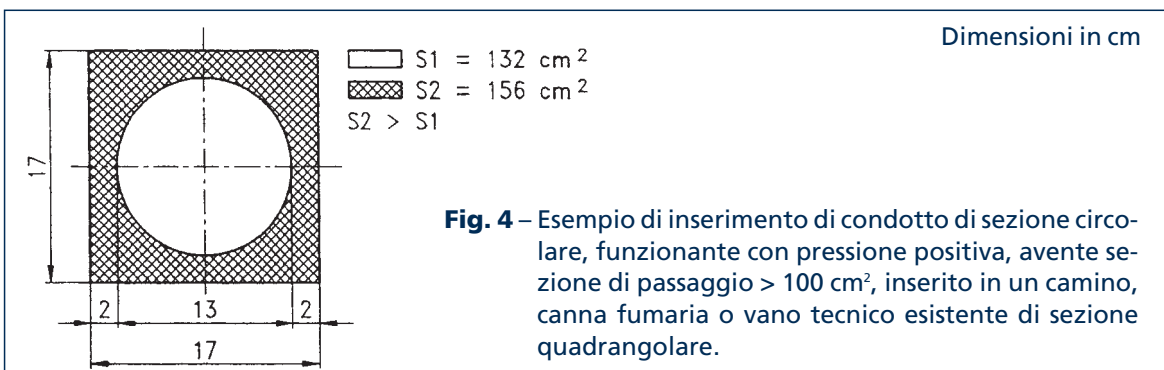 Dimensioni in cm
S1 = 132 cm²
S2 = 156 cm²
S2 > S1
17
2 13 2
17
Fig. 4 – Esempio di inserimento di condotto di sezione circo-
lare, funzionante con pressione positiva, avente se-
zione di passaggio > 100 cm², inserito in un camino,
canna fumaria o vano tecnico esistente di sezione
quadrangolare.